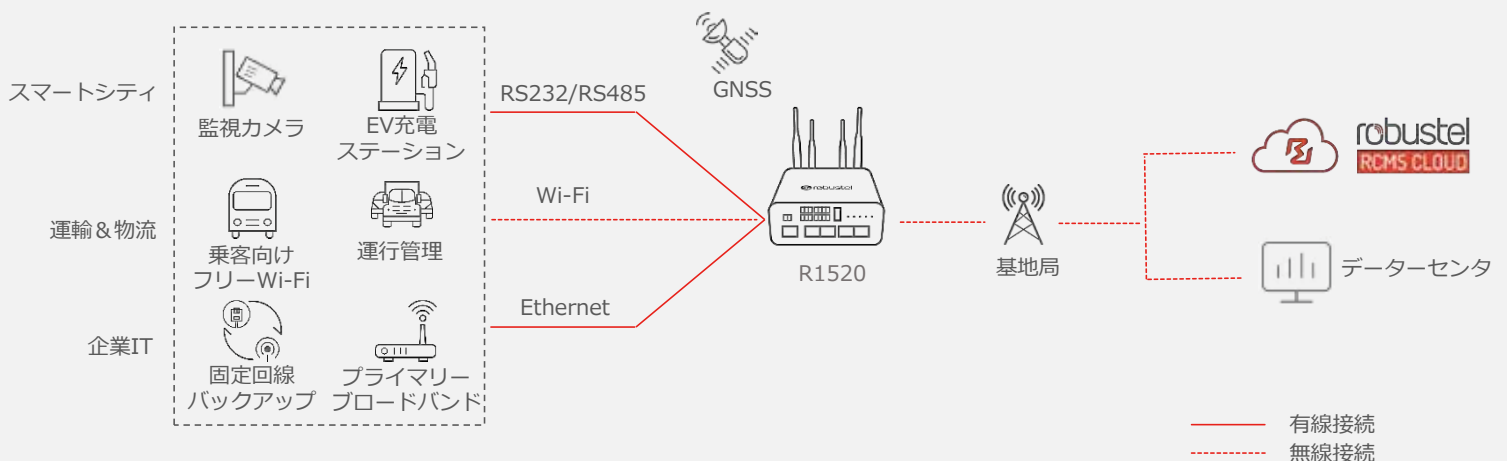 スマートシティ
監視カメラ
EV充電
ステーション
運輸＆物流
乗客向け
フリーWi-Fi
運行管理
企業IT
固定回線
バックアップ
プライマリー
ブロードバンド
RS232/RS485
Wi-Fi
Ethernet
GNSS
robustel
R1520
基地局
robustel
RCMS CLOUD
データーセンタ
有線接続
無線接続